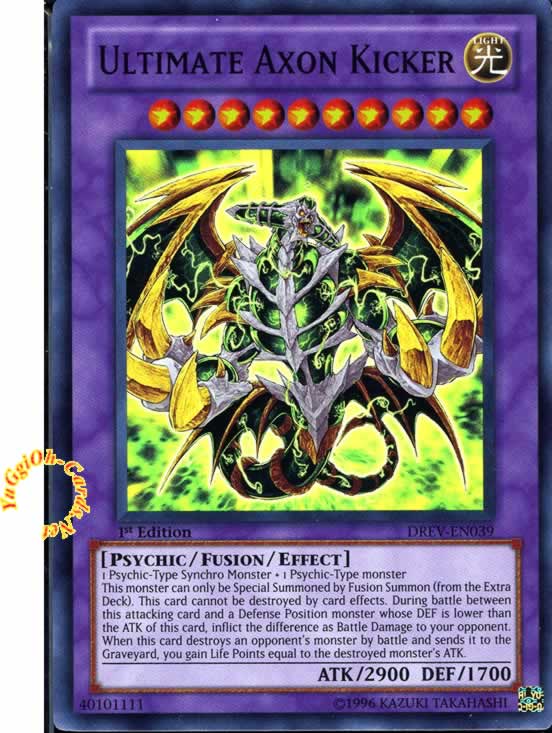 ULTIMATE AXON KICKER
LIGHT
光
YuGgiOh-Cards.Net
1st Edition
DREV-EN039
[PSYCHIC/FUSION/EFFECT]
1 Psychic-Type Synchro Monster + 1 Psychic-Type monster
This monster can only be Special Summoned by Fusion Summon (from the Extra
Deck). This card cannot be destroyed by card effects. During battle between
this attacking card and a Defense Position monster whose DEF is lower than
the ATK of this card, inflict the difference as Battle Damage to your opponent.
When this card destroys an opponent's monster by battle and sends it to the
Graveyard, you gain Life Points equal to the destroyed monster's ATK.
ATK/2900 DEF/1700
40101111
©1996 KAZUKI TAKAHASHI